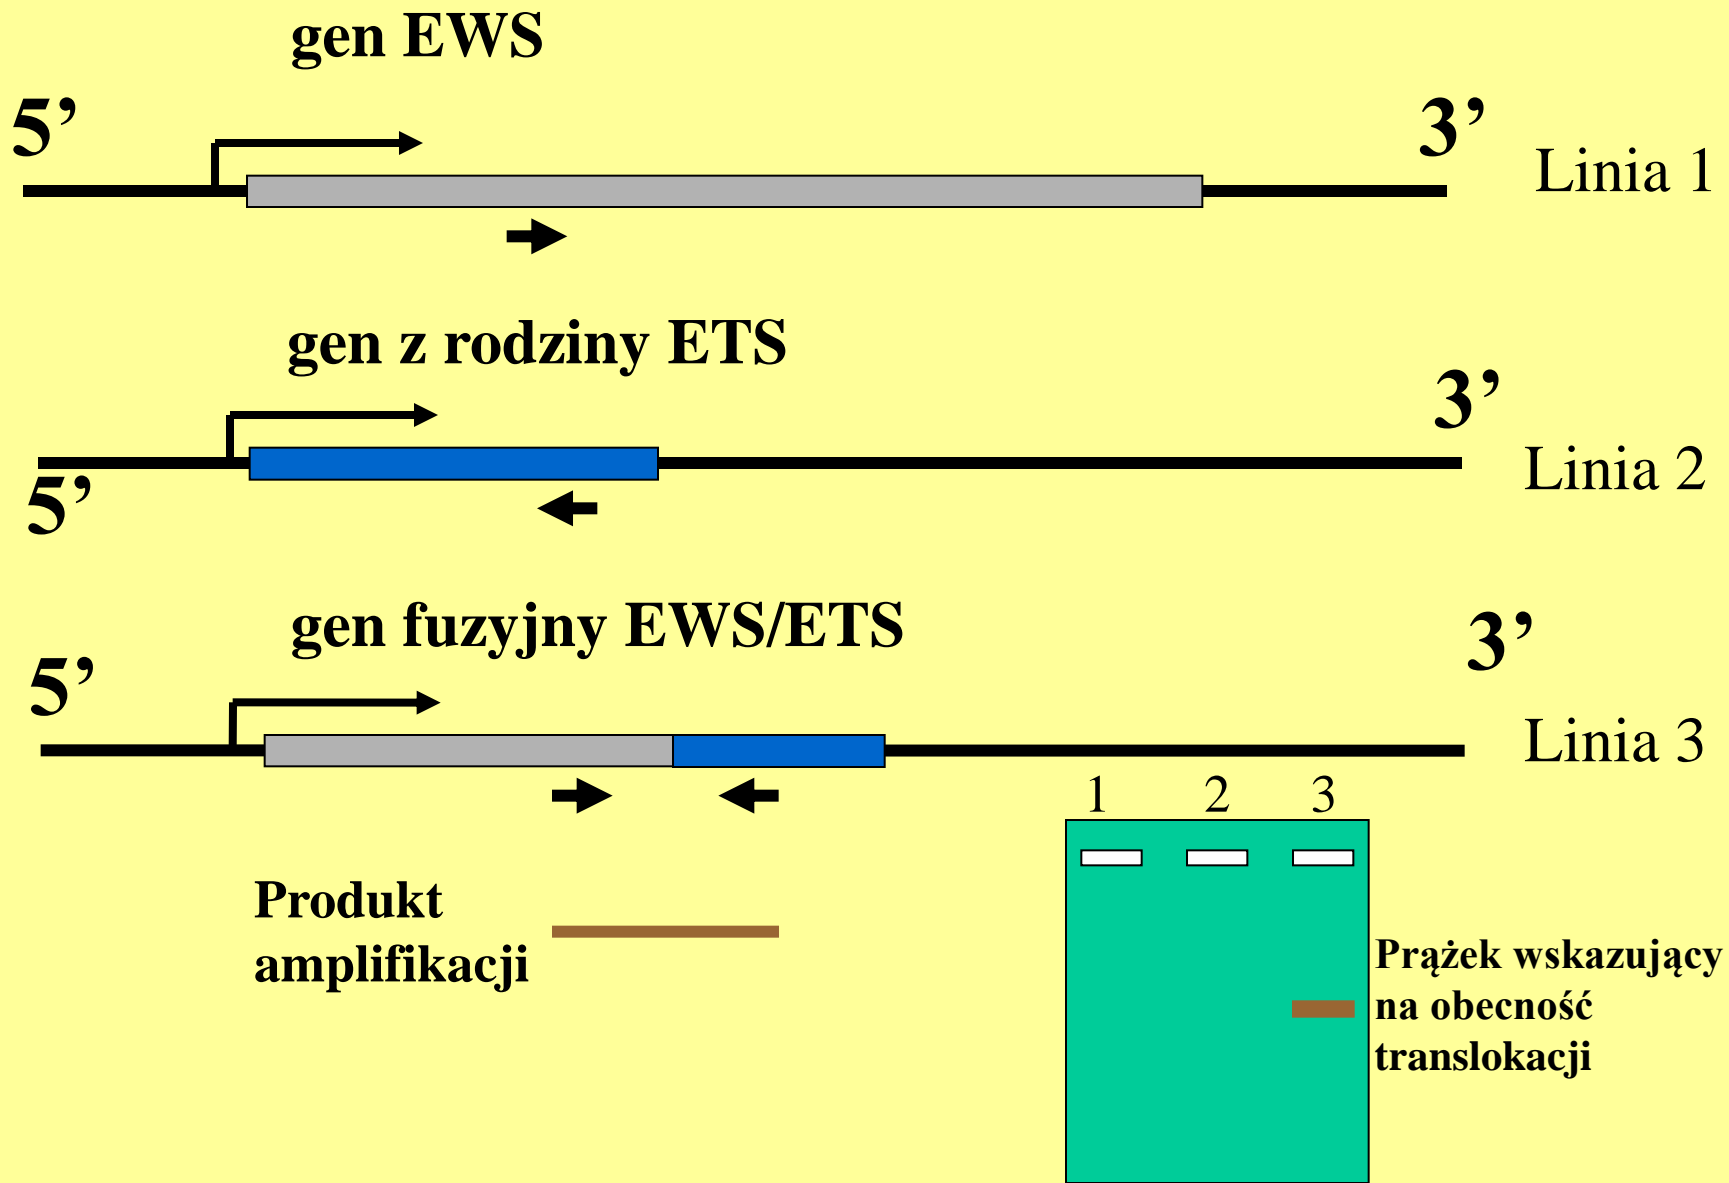 gen EWS
5’
3’
Linia 1
gen z rodziny ETS
3’
5’
Linia 2
gen fuzyjny EWS/ETS
3’
5’
Linia 3
1 2 3
Produkt
amplifikacji
Prążek wskazujący
na obecność
translokacji